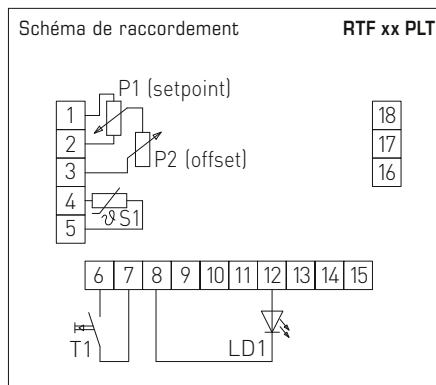 Schéma de raccordement RTF xx PLT
P1 (setpoint)
1 18
2 17
P2 (offset)
3 16
4
ϑ S1
5
6 7 8 9 10 11 12 13 14 15
T1 LD1